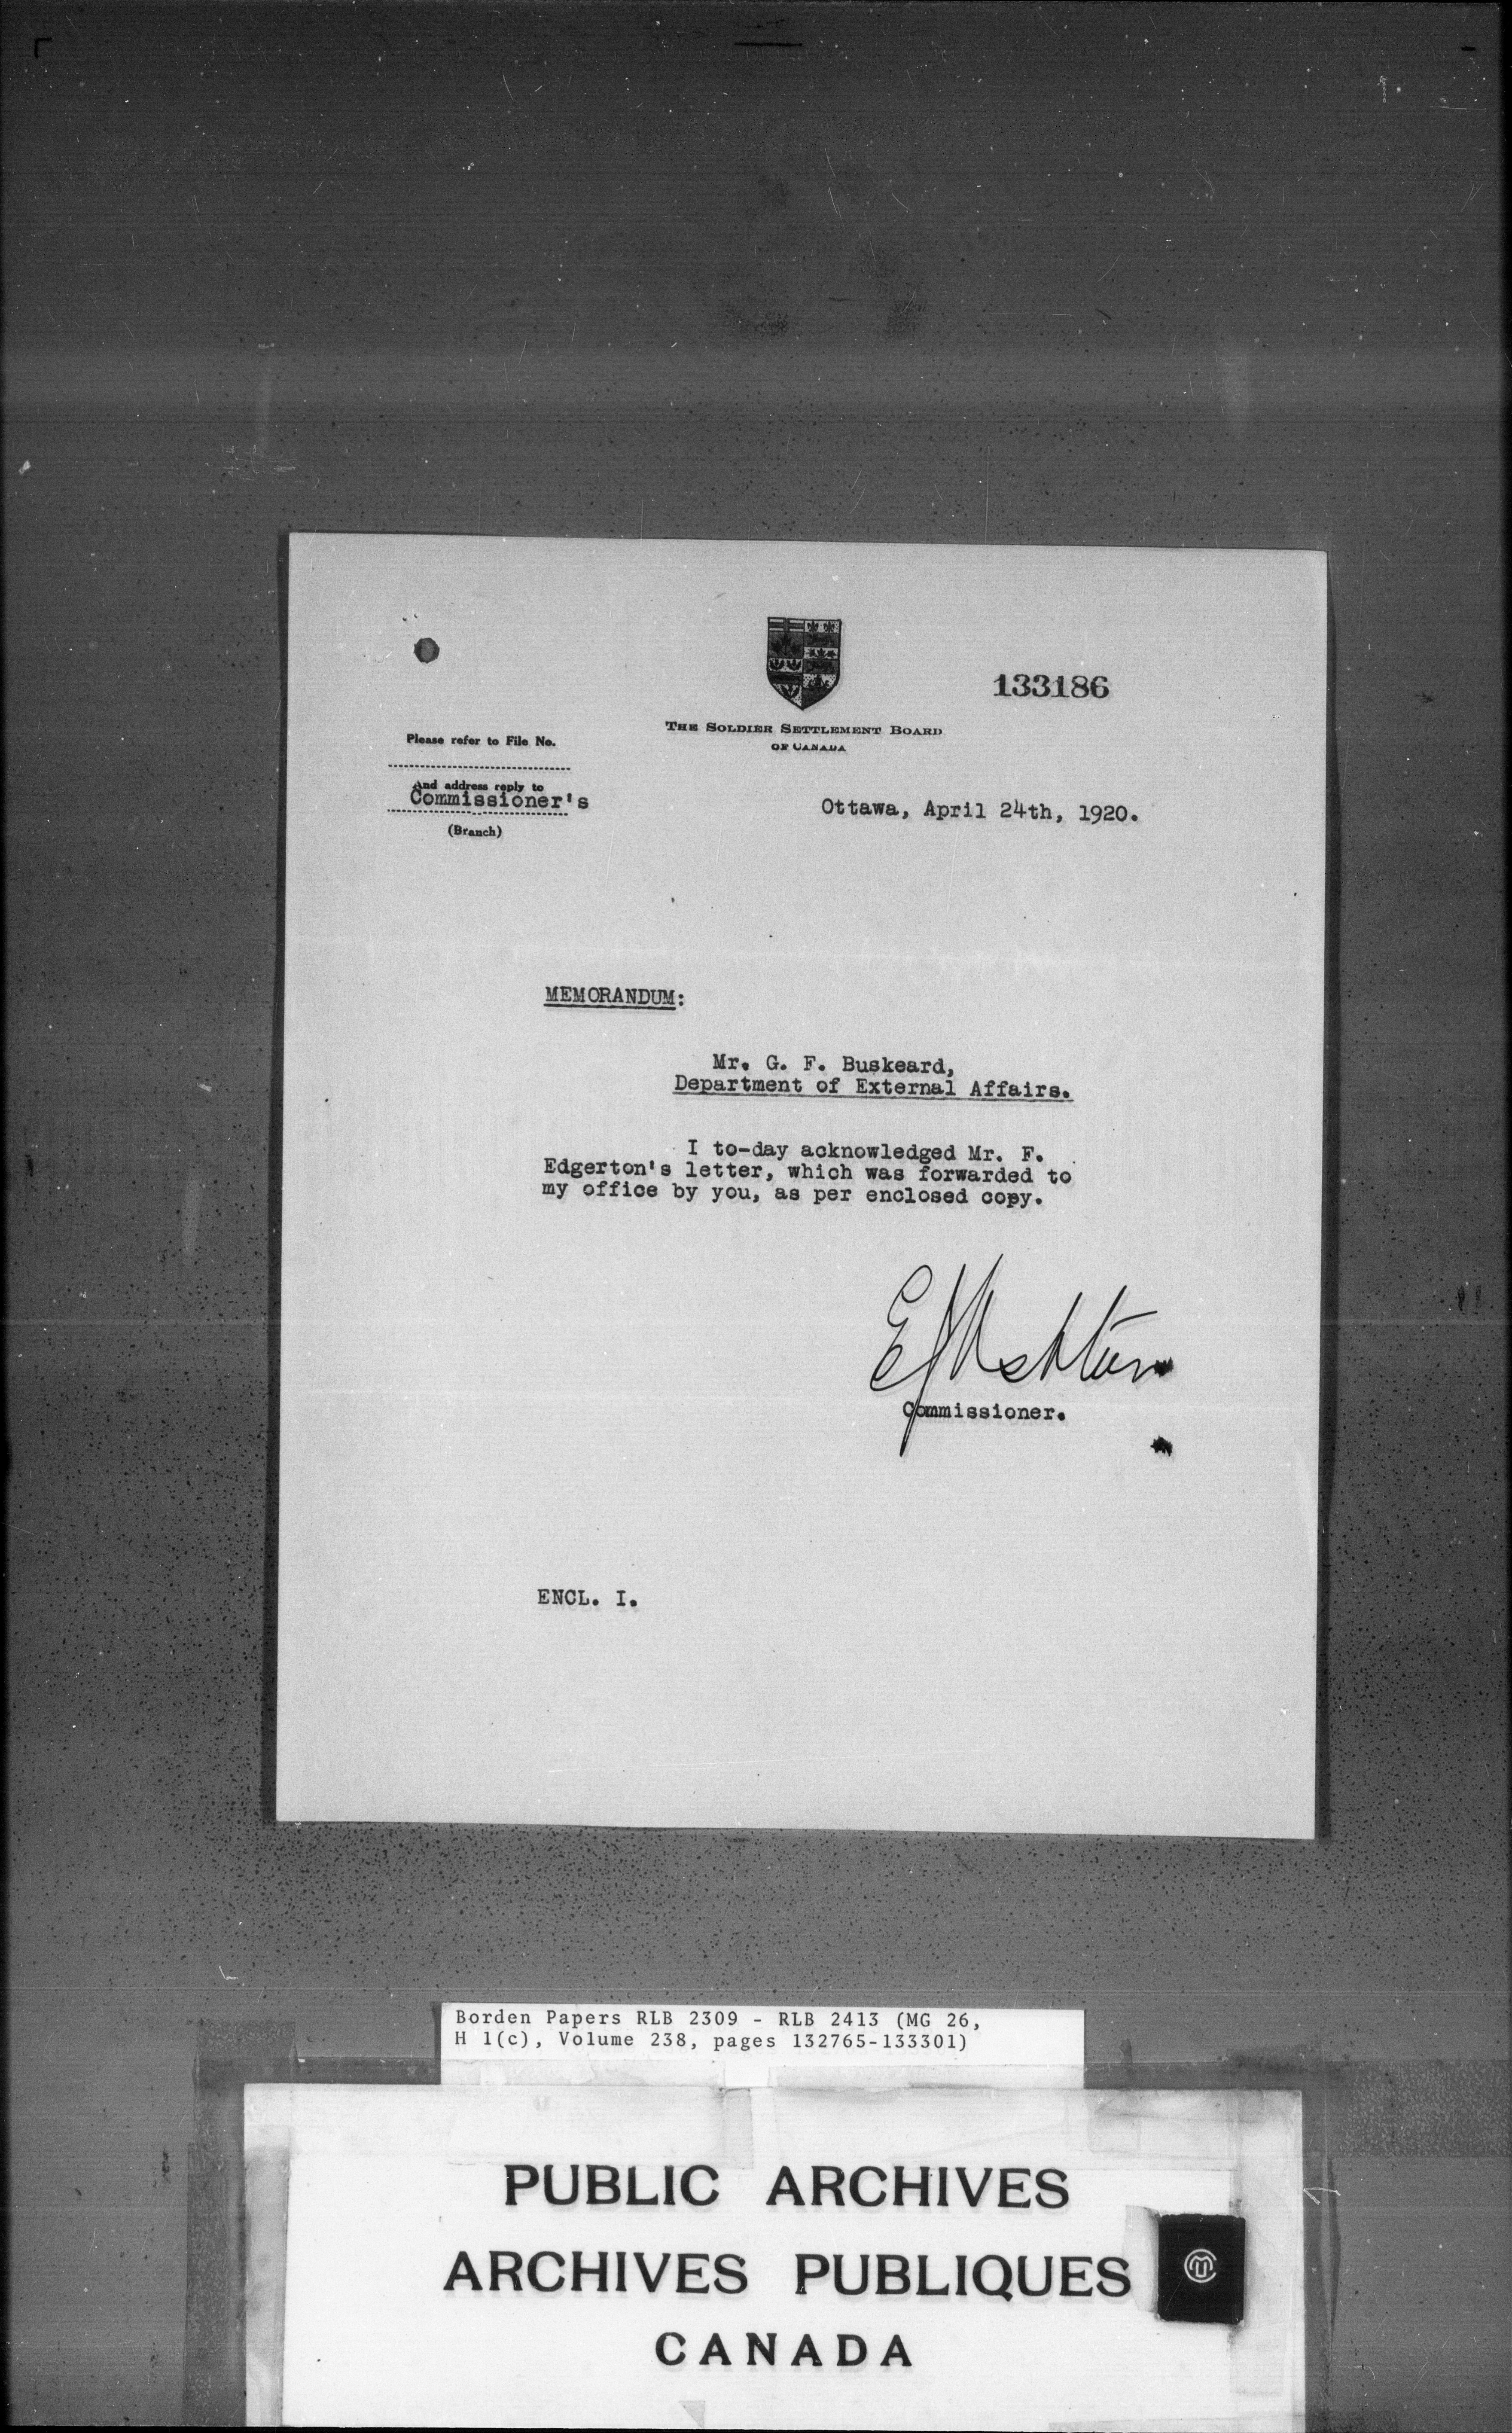 133186
THE SOLDIER SETTLEMENT BOARD
OF CANADA
Please refer to File No.
And address reply to
Commissioner's
(Branch)
Ottawa, April 24th, 1920.
MEMORANDUM:
Mr. G. F. Buskeard,
Department of External Affairs.
I to-day acknowledged Mr. F.
Edgerton's letter, which was forwarded to
my office by you, as per enclosed copy.
EJAshton
Commissioner.
ENCL. I.
Borden Papers RLB 2309 - RLB 2413 (MG 26,
H 1(c), Volume 238, pages 132765-133301)
PUBLIC ARCHIVES
ARCHIVES PUBLIQUES
CANADA